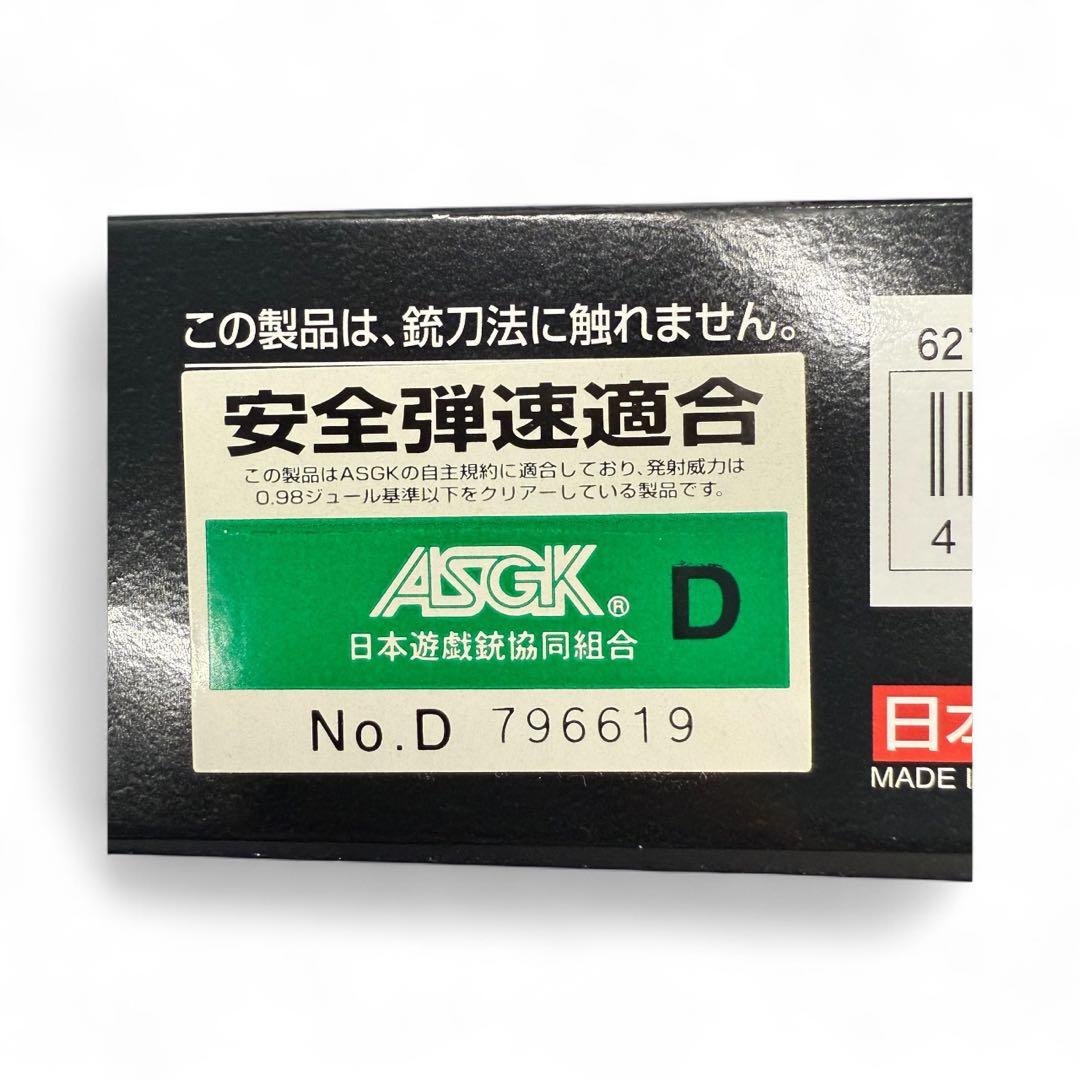 この製品は、銃刀法に触れません。
安全弾速適合
この製品はASGKの自主規約に適合しており、発射威力は
0.98ジュール基準以下をクリアーしている製品です。
ASGK®
D
日本遊戯銃協同組合
No.D 796619
62
4
日本
MADE